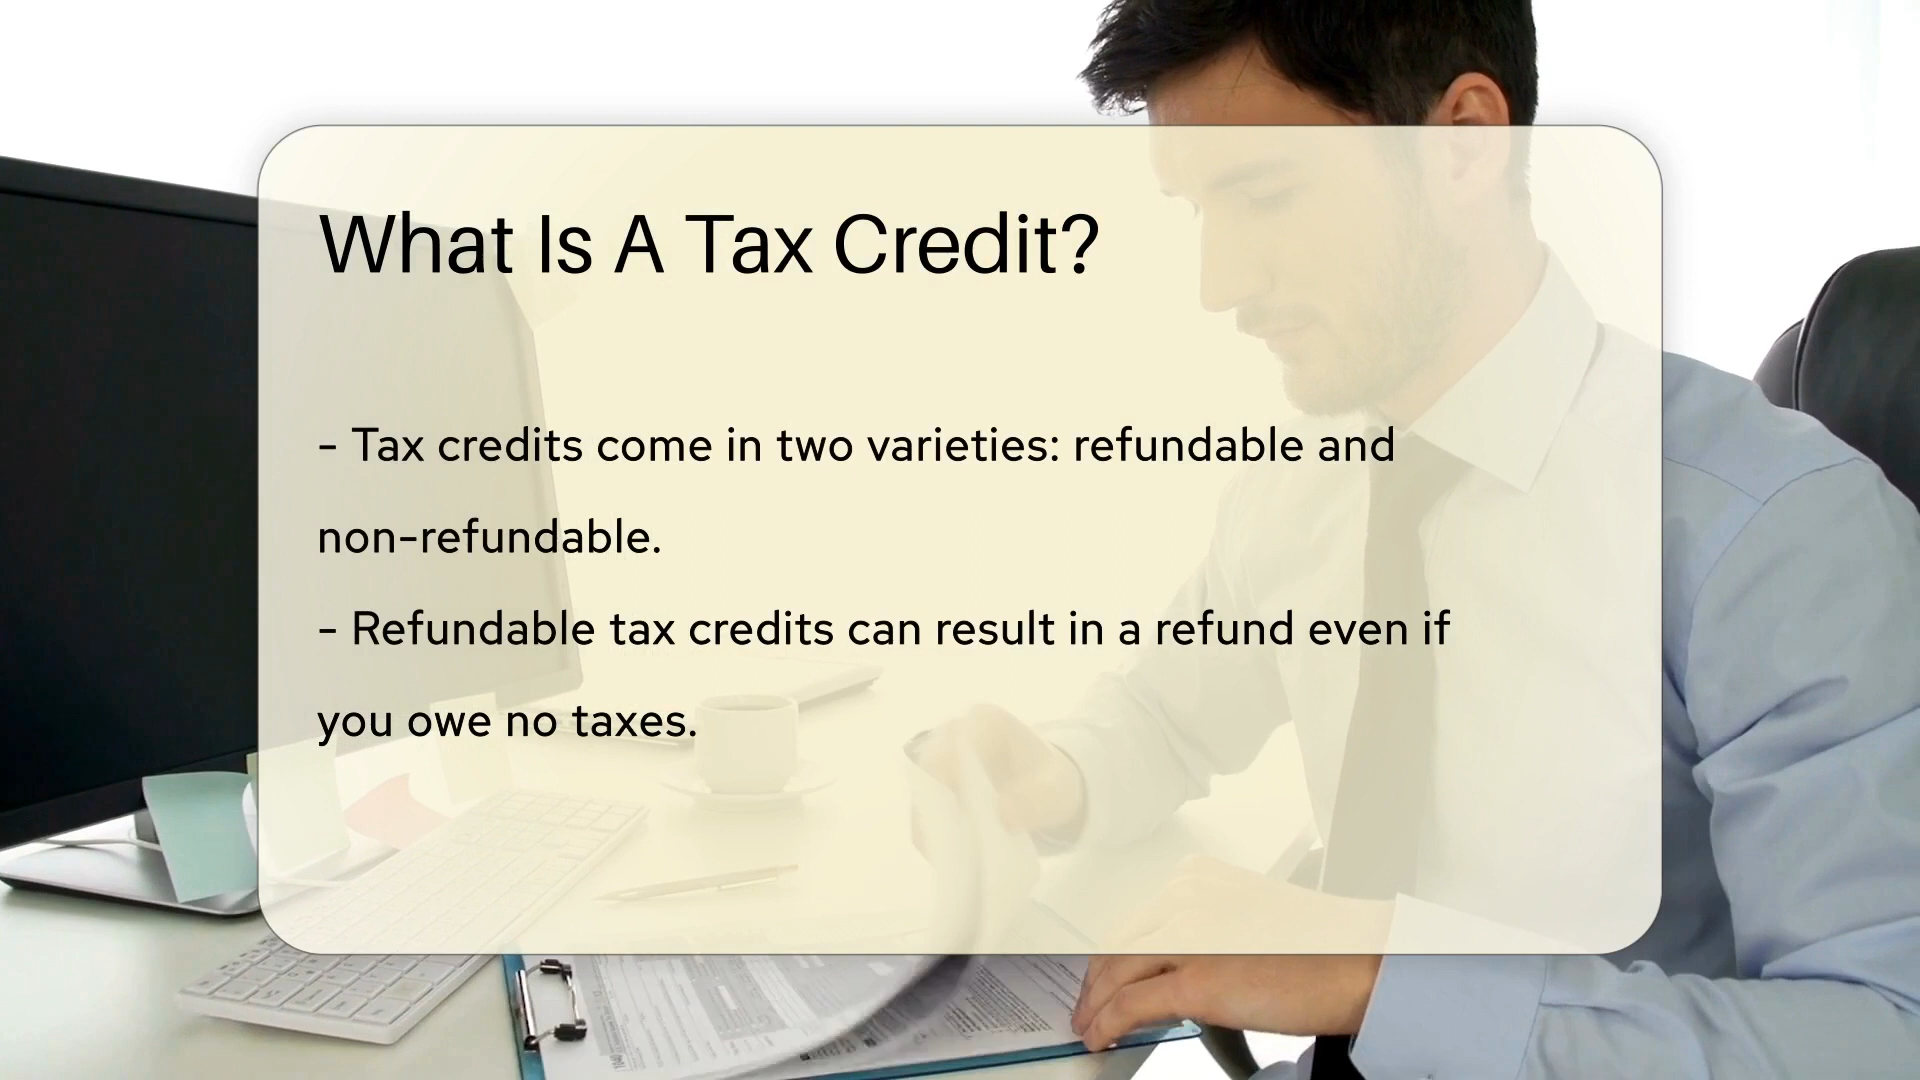 What Is A Tax Credit?
- Tax credits come in two varieties: refundable and
non-refundable.
- Refundable tax credits can result in a refund even if
you owe no taxes.